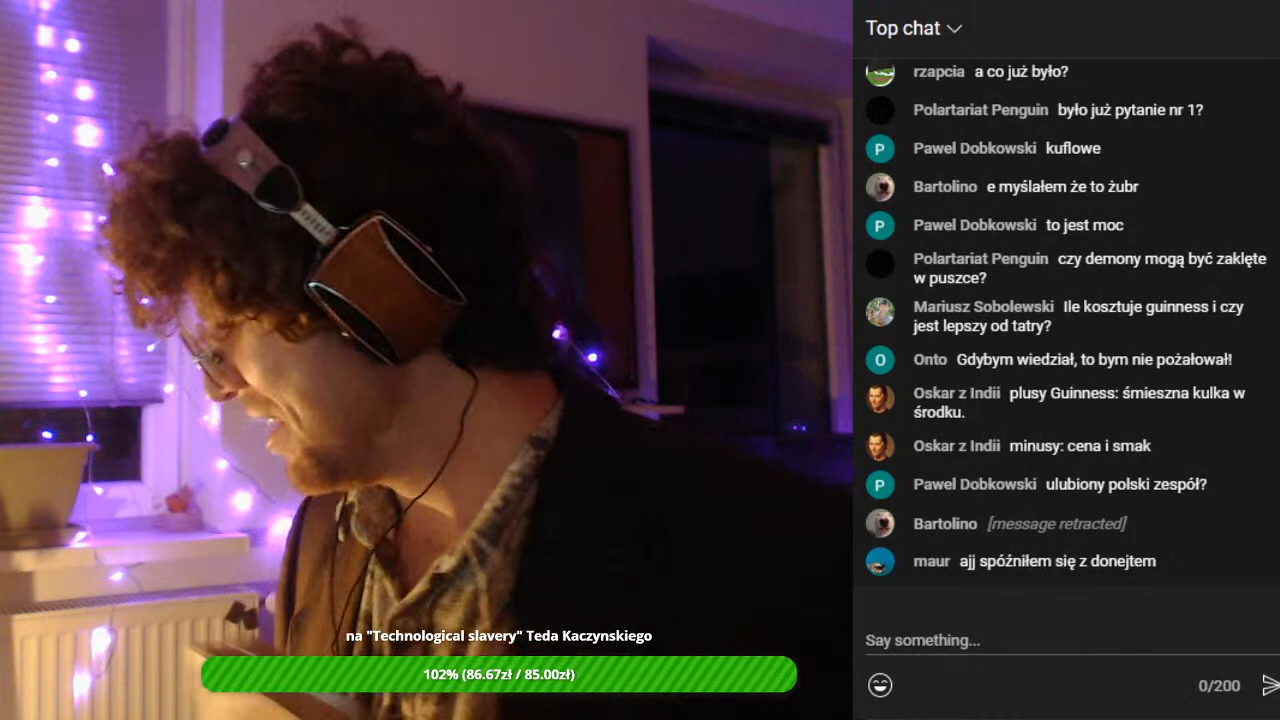 Top chat
rzapcia a co już było?
Polartariat Penguin było już pytanie nr 1?
P Pawel Dobkowski kuflowe
Bartolino e myślałem że to żubr
P Pawel Dobkowski to jest moc
Polartariat Penguin czy demony mogą być zaklęte
w puszce?
Mariusz Sobolewski Ile kosztuje guinness i czy
jest lepszy od tatry?
O Onto Gdybym wiedział, to bym nie pożałował!
Oskar z Indii plusy Guinness: śmieszna kulka w
środku.
Oskar z Indii minusy: cena i smak
P Pawel Dobkowski ulubiony polski zespół?
Bartolino [message retracted]
maur ajj spóźniłem się z donejtem
Say something...
0/200
na "Technological slavery" Teda Kaczynskiego
102% (86.67zł / 85.00zł)